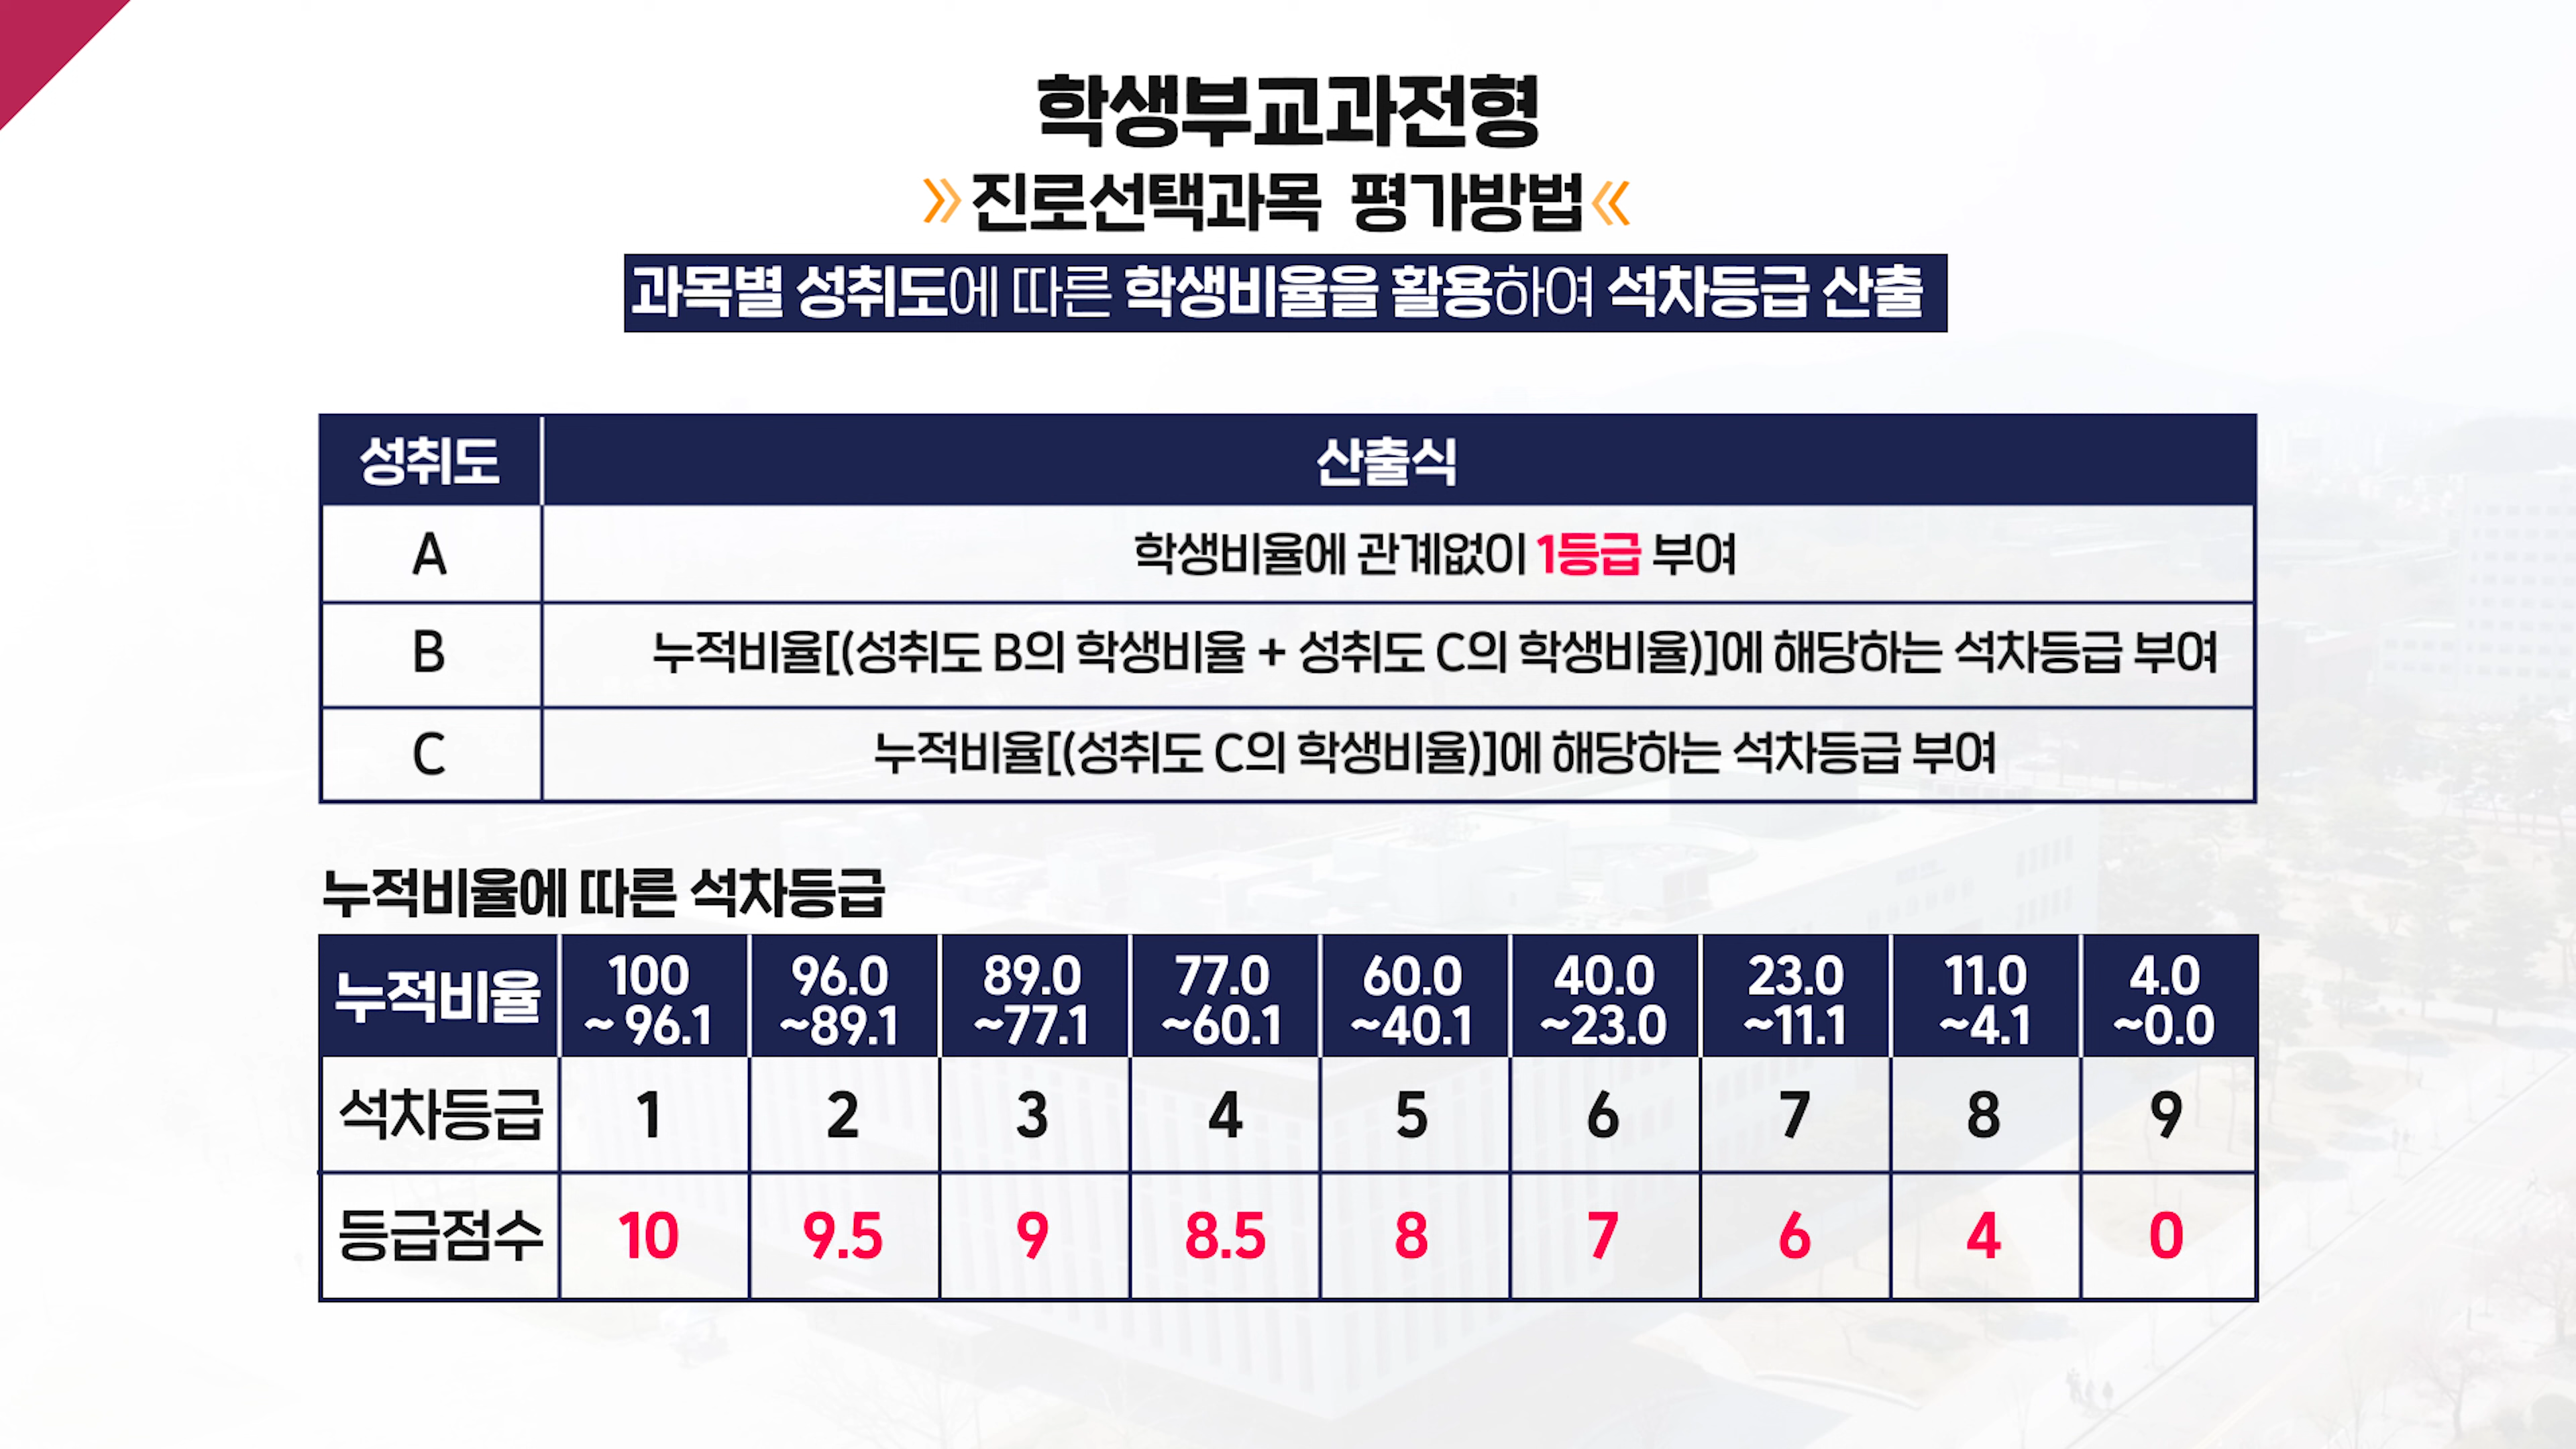 학생부교과전형
진로선택과목 평가방법
과목별 성취도에 따른 학생비율을 활용하여 석차등급 산출
성취도 산출식
A 학생비율에 관계없이 1등급 부여
B 누적비율[(성취도 B의 학생비율 + 성취도 C의 학생비율)]에 해당하는 석차등급 부여
C 누적비율[(성취도 C의 학생비율)]에 해당하는 석차등급 부여
누적비율에 따른 석차등급
누적비율 100 ~ 96.1 96.0 ~89.1 89.0 ~77.1 77.0 ~60.1 60.0 ~40.1 40.0 ~23.0 23.0 ~11.1 11.0 ~4.1 4.0 ~0.0
석차등급 1 2 3 4 5 6 7 8 9
등급점수 10 9.5 9 8.5 8 7 6 4 0